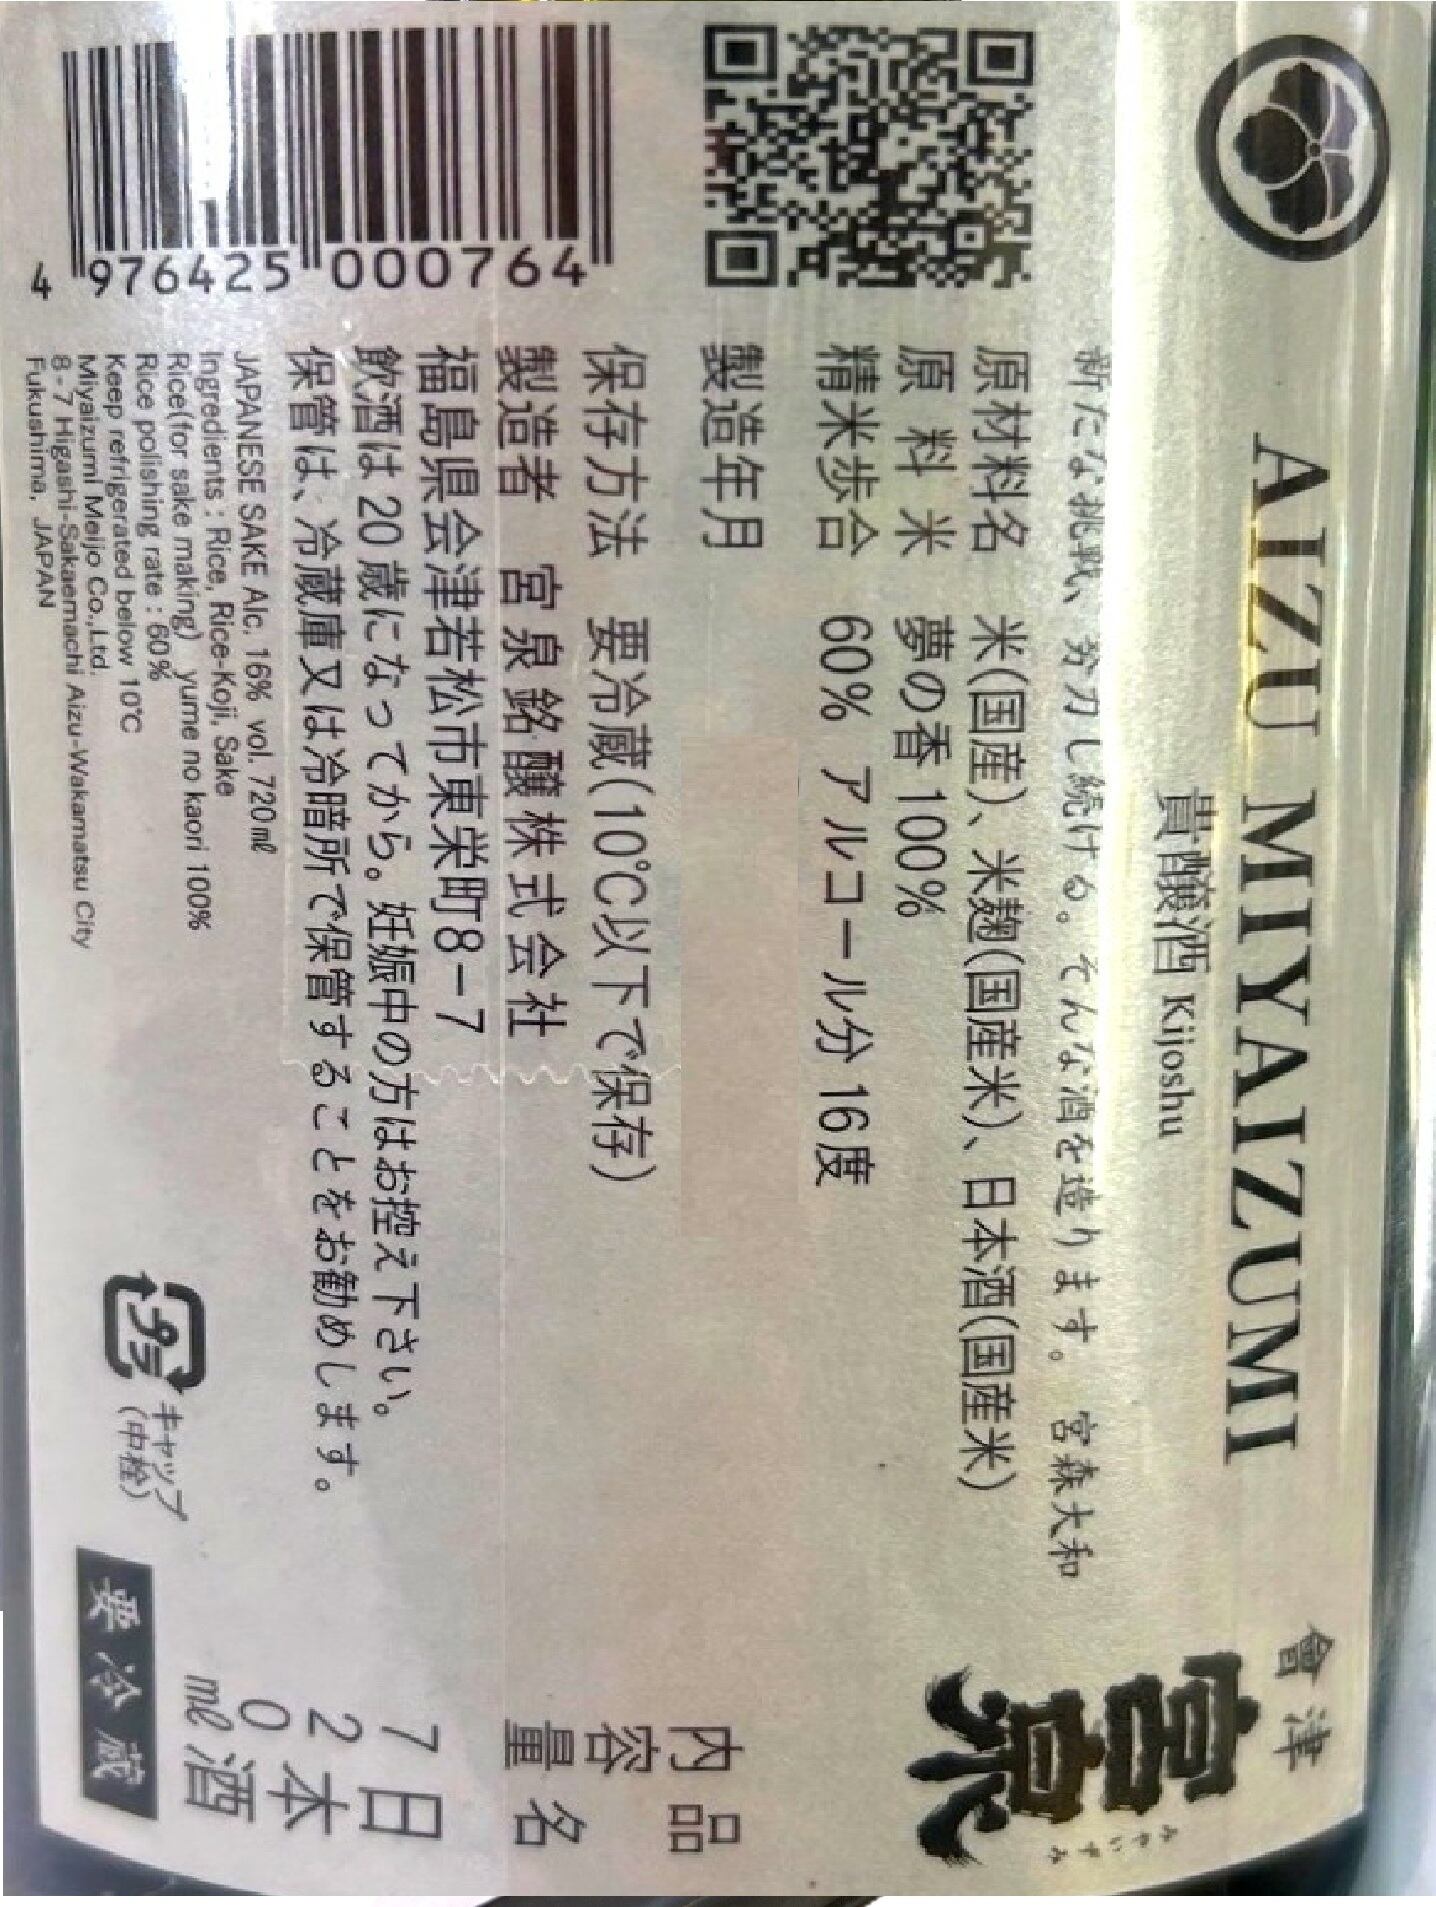 AIZU MIYAIZUMI
貴醸酒 Kijoshu
新たな挑戦、努力し続ける。そんな酒を造ります。 宮森大和
原材料名 米(国産)、米麹(国産米)、日本酒(国産米)
原料米 夢の香100%
精米歩合 60% アルコール分16度
製造年月
保存方法 要冷蔵(10℃以下で保存)
製造者 宮泉銘醸株式会社
福島県会津若松市東栄町8-7
飲酒は20歳になってから。妊娠中の方はお控え下さい。
保管は、冷蔵庫又は冷暗所で保管することをお勧めします。
JAPANESE SAKE Alc. 16% vol. 720㎖
Ingredients : Rice, Rice-Koji, Sake
Rice(for sake making) yume no kaori 100%
Rice polishing rate : 60%
Keep refrigerated below 10℃
Miyaizumi Meijo Co.,Ltd.
8-7 Higashi-Sakaemachi Aizu-Wakamatsu City
Fukushima, JAPAN
4 976425 000764
プラ
キャップ
(中栓)
會津
宮泉
みやいずみ
品名 日本酒
内容量 720㎖
要冷蔵